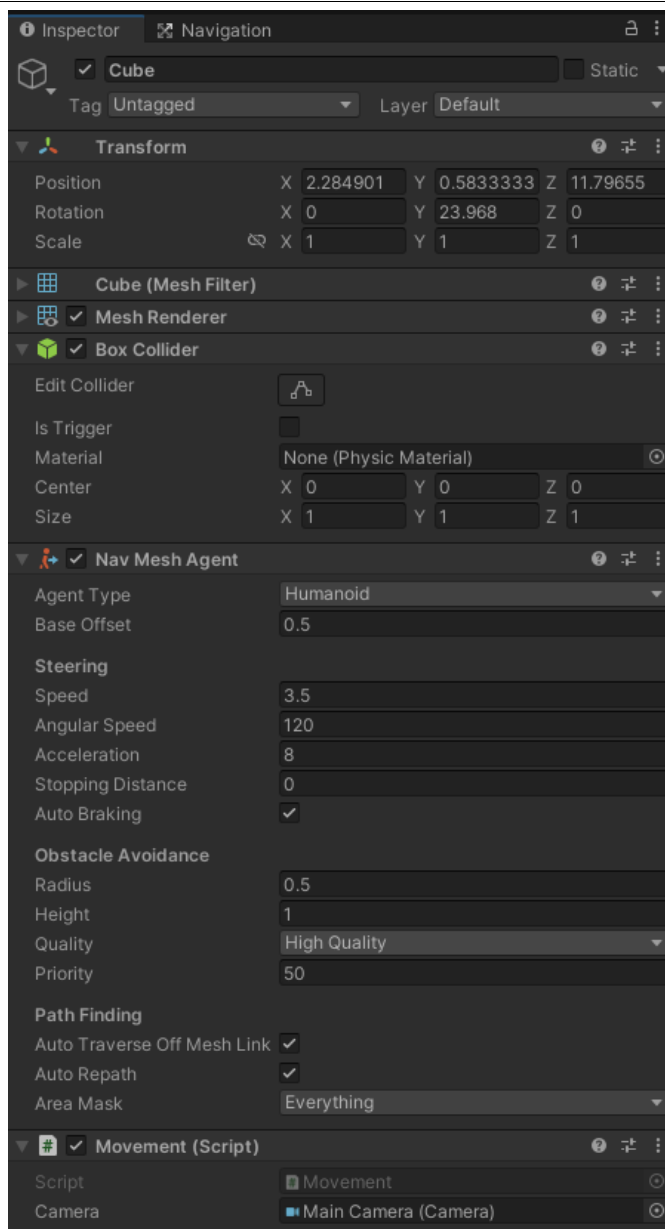 Inspector Navigation
Cube Static
Tag Untagged Layer Default
Transform
Position X 2.284901 Y 0.5833333 Z 11.79655
Rotation X 0 Y 23.968 Z 0
Scale X 1 Y 1 Z 1
Cube (Mesh Filter)
Mesh Renderer
Box Collider
Edit Collider
Is Trigger
Material None (Physic Material)
Center X 0 Y 0 Z 0
Size X 1 Y 1 Z 1
Nav Mesh Agent
Agent Type Humanoid
Base Offset 0.5
Steering
Speed 3.5
Angular Speed 120
Acceleration 8
Stopping Distance 0
Auto Braking
Obstacle Avoidance
Radius 0.5
Height 1
Quality High Quality
Priority 50
Path Finding
Auto Traverse Off Mesh Link
Auto Repath
Area Mask Everything
# Movement (Script)
Script Movement
Camera Main Camera (Camera)